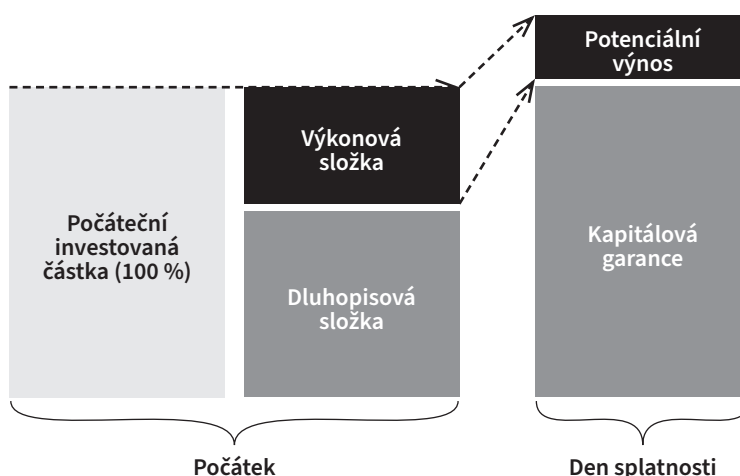 Potenciální
výnos
Výkonová
složka
Počáteční
investovaná
částka (100 %)
Kapitálová
garance
Dluhopisová
složka
Počátek
Den splatnosti